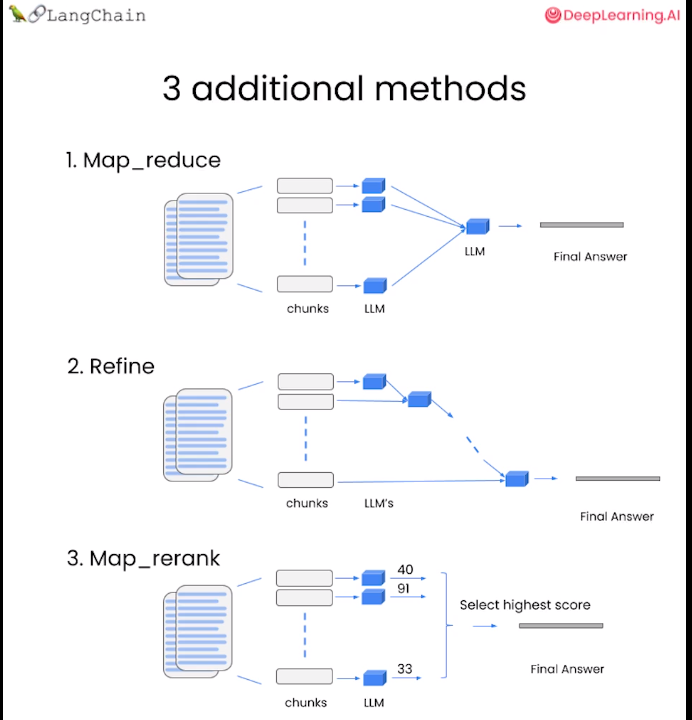 LangChain
DeepLearning.AI
3 additional methods
1. Map_reduce
LLM
Final Answer
chunks
LLM
2. Refine
chunks
LLM's
Final Answer
3. Map_rerank
40
91
Select highest score
33
Final Answer
chunks
LLM